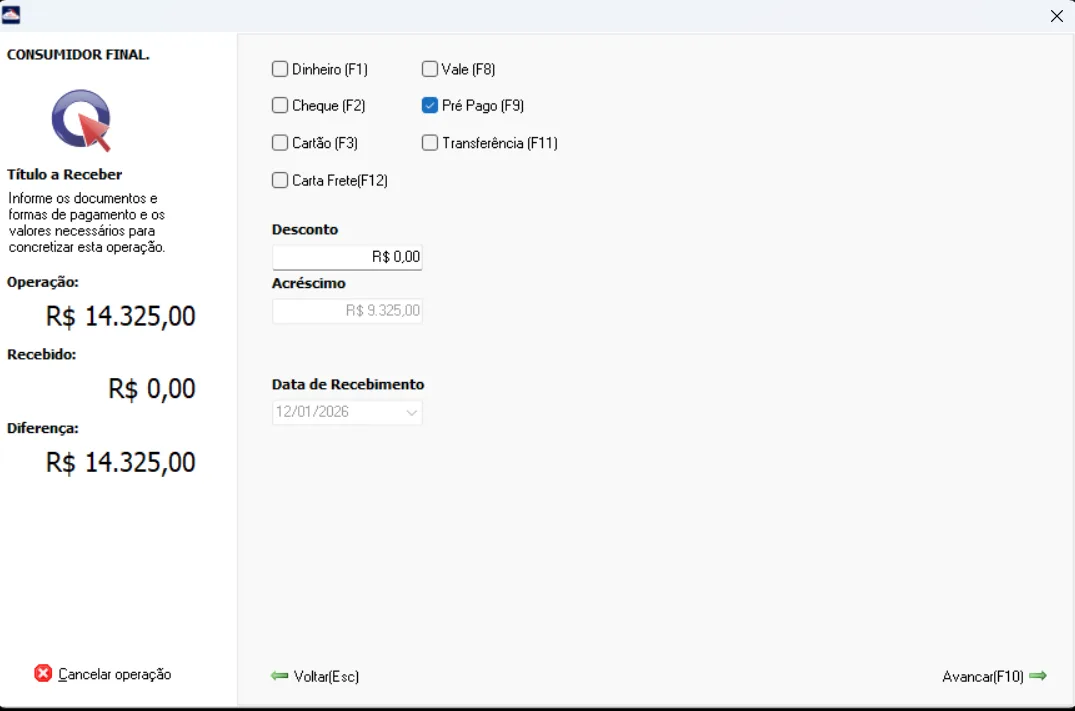 CONSUMIDOR FINAL.
Título a Receber
Informe os documentos e
formas de pagamento e os
valores necessários para
concretizar esta operação.
Operação:
R$ 14.325,00
Recebido:
R$ 0,00
Diferença:
R$ 14.325,00
Cancelar operação
Dinheiro (F1)
Vale (F8)
Cheque (F2)
Pré Pago (F9)
Cartão (F3)
Transferência (F11)
Carta Frete(F12)
Desconto
R$ 0,00
Acréscimo
R$ 9.325,00
Data de Recebimento
12/01/2026
Voltar(Esc)
Avancar(F10)